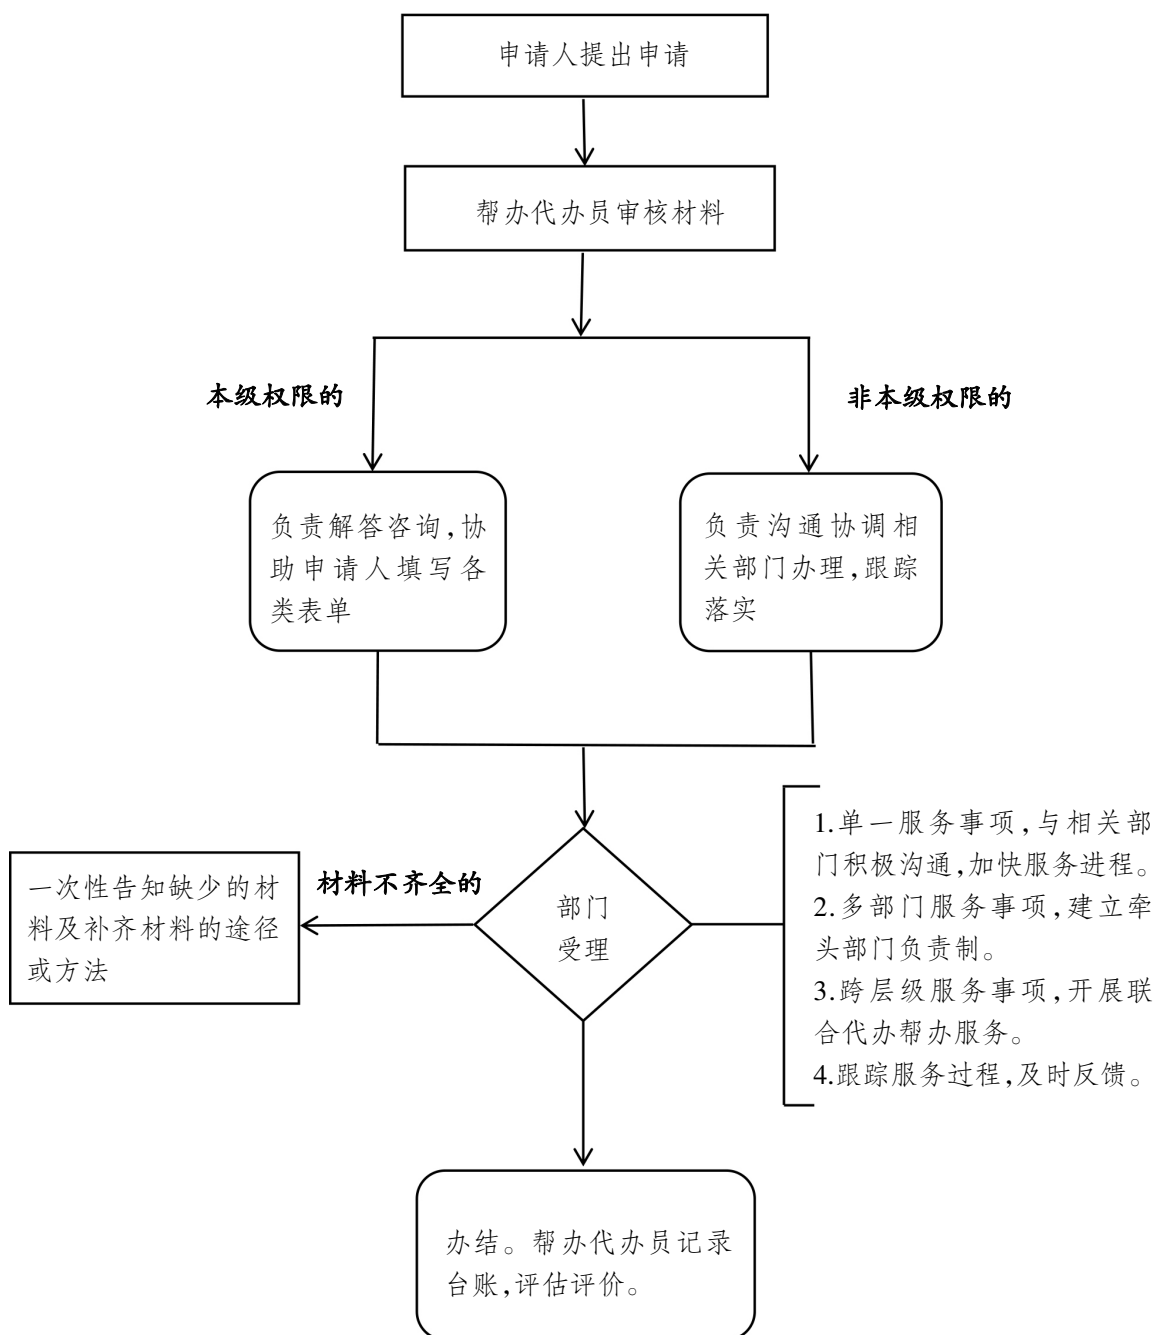 申请人提出申请
帮办代办员审核材料
本级权限的
非本级权限的
负责解答咨询,协
助申请人填写各
类表单
负责沟通协调相
关部门办理,跟踪
落实
1.单一服务事项,与相关部
门积极沟通,加快服务进程。
2.多部门服务事项,建立牵
头部门负责制。
3.跨层级服务事项,开展联
合代办帮办服务。
4.跟踪服务过程,及时反馈。
材料不齐全的
一次性告知缺少的材
料及补齐材料的途径
或方法
部门
受理
办结。帮办代办员记录
台账,评估评价。